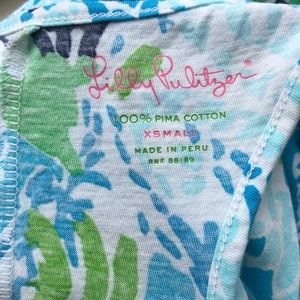 Lilly Pulitzer®
100% PIMA COTTON
XSMALL
MADE IN PERU
RN# 88189